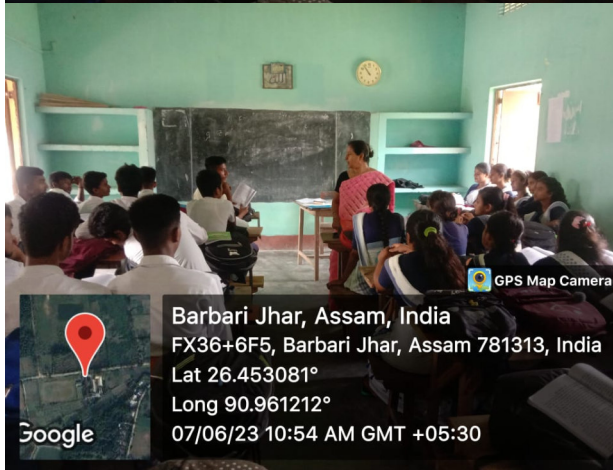 GPS Map Camera
Barbari Jhar, Assam, India
FX36+6F5, Barbari Jhar, Assam 781313, India
Lat 26.453081°
Long 90.961212°
07/06/23 10:54 AM GMT +05:30
Google